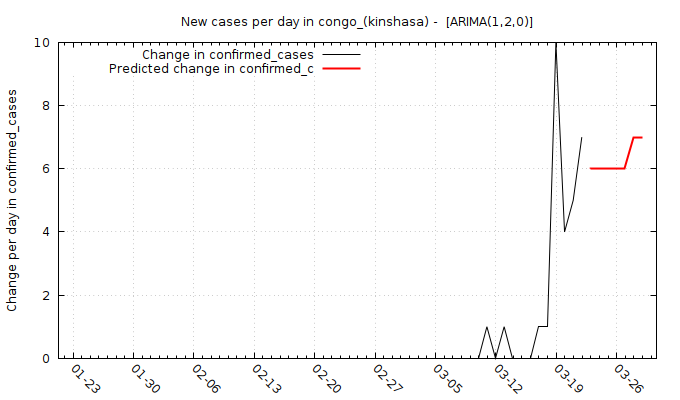 New cases per day in congo_(kinshasa) -  [ARIMA(1,2,0)]
Change in confirmed_cases
Predicted change in confirmed_c
Change per day in confirmed_cases
10
8
6
4
2
0
01-23 01-30 02-06 02-13 02-20 02-27 03-05 03-12 03-19 03-26